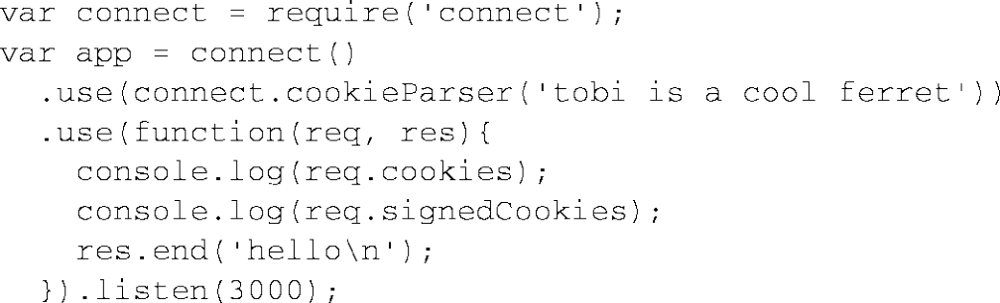 var connect = require('connect');
var app = connect()
  .use(connect.cookieParser('tobi is a cool ferret'))
  .use(function(req, res){
    console.log(req.cookies);
    console.log(req.signedCookies);
    res.end('hello\n');
  }).listen(3000);